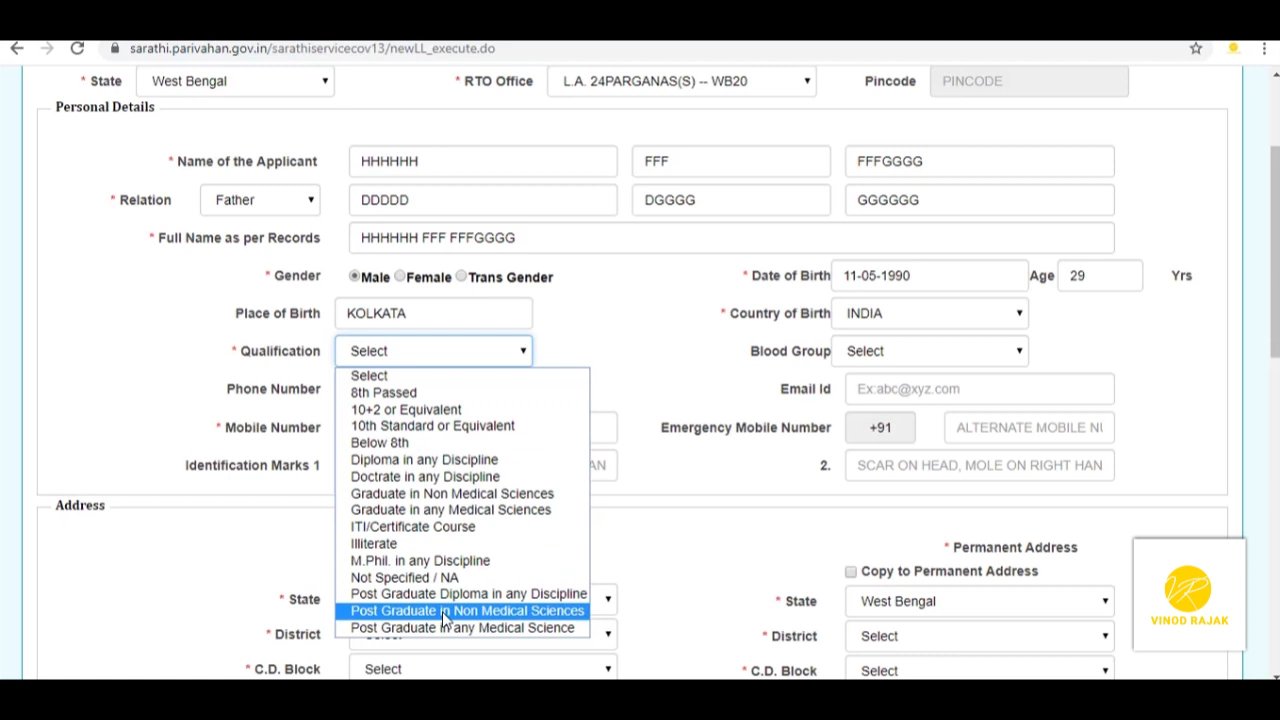 sarathi.parivahan.gov.in/sarathiservicecov13/newLL_execute.do
* State West Bengal * RTO Office L.A. 24PARGANAS(S) -- WB20 Pincode PINCODE
Personal Details
* Name of the Applicant HHHHHH FFF FFFGGGG
* Relation Father DDDDD DGGGG GGGGGG
* Full Name as per Records HHHHHH FFF FFFGGGG
* Gender Male Female Trans Gender * Date of Birth 11-05-1990 Age 29 Yrs
Place of Birth KOLKATA * Country of Birth INDIA
* Qualification Select Blood Group Select
Select
8th Passed
Phone Number Email Id Ex:abc@xyz.com
10+2 or Equivalent
10th Standard or Equivalent
* Mobile Number Emergency Mobile Number +91 ALTERNATE MOBILE NU
Below 8th
Diploma in any Discipline
Identification Marks 1 AN 2. SCAR ON HEAD, MOLE ON RIGHT HAN
Doctrate in any Discipline
Graduate in Non Medical Sciences
Address
Graduate in any Medical Sciences
ITI/Certificate Course
Illiterate
* Permanent Address
M.Phil. in any Discipline
Copy to Permanent Address
Not Specified / NA
Post Graduate Diploma in any Discipline
* State * State West Bengal
Post Graduate in Non Medical Sciences
Post Graduate in any Medical Science
* District Select * District Select
* C.D. Block Select * C.D. Block Select
VR
VINOD RAJAK